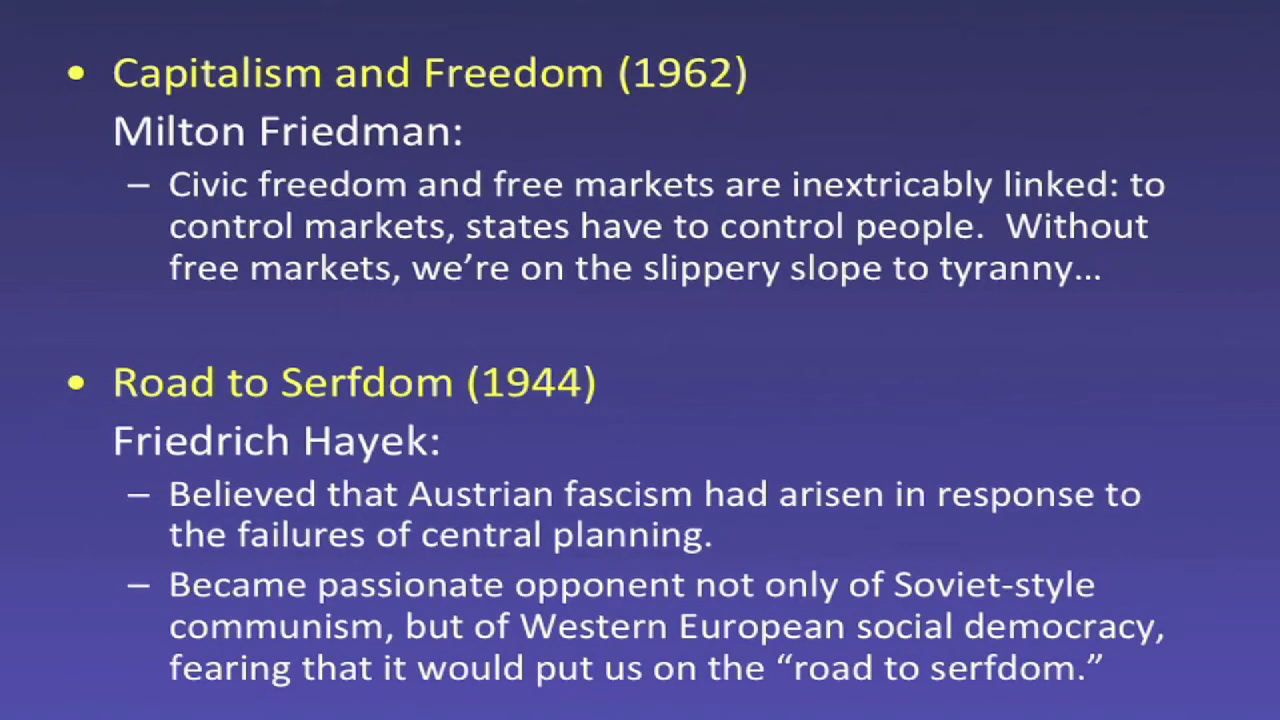 • Capitalism and Freedom (1962)
Milton Friedman:
– Civic freedom and free markets are inextricably linked: to
control markets, states have to control people.  Without
free markets, we’re on the slippery slope to tyranny…
• Road to Serfdom (1944)
Friedrich Hayek:
– Believed that Austrian fascism had arisen in response to
the failures of central planning.
– Became passionate opponent not only of Soviet-style
communism, but of Western European social democracy,
fearing that it would put us on the “road to serfdom.”